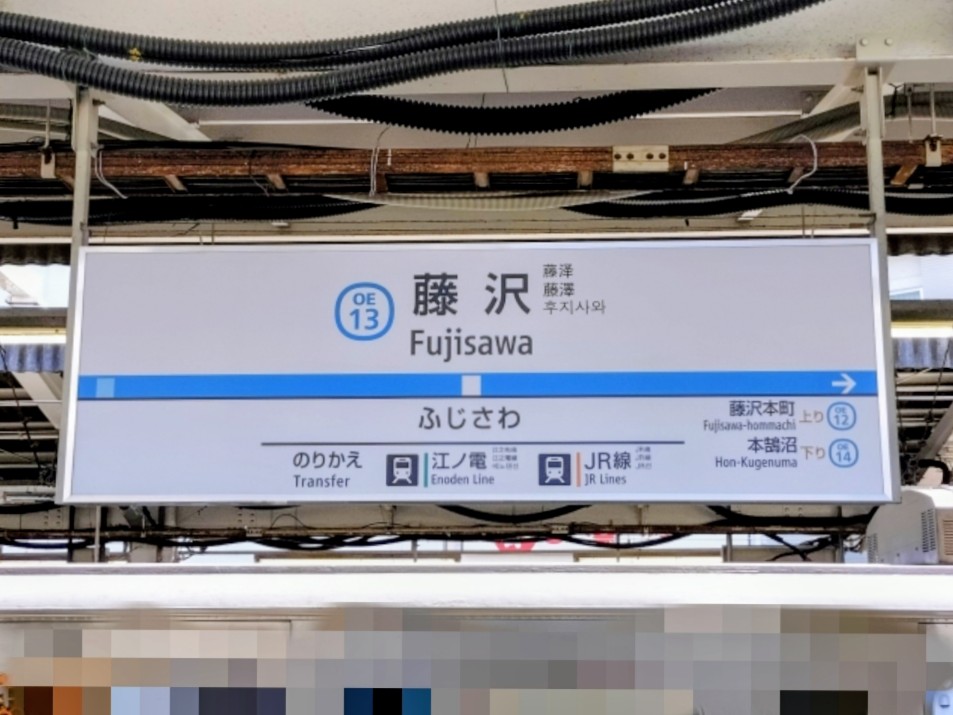 OE
13
藤沢
藤泽
藤澤
후지사와
Fujisawa
ふじさわ
藤沢本町 上り OE 12
Fujisawa-hommachi
本鵠沼 下り OE 14
Hon-Kugenuma
のりかえ
Transfer
江ノ電
Enoden Line
JR線
JR Lines